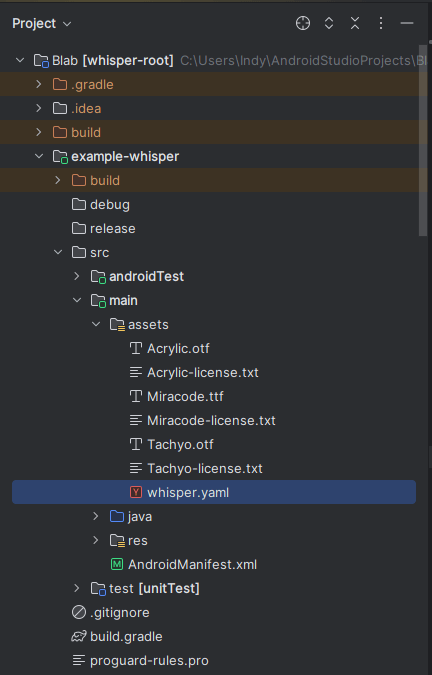 Project
Blab [whisper-root] C:\Users\Indy\AndroidStudioProjects\Bl
.gradle
.idea
build
example-whisper
build
debug
release
src
androidTest
main
assets
Acrylic.otf
Acrylic-license.txt
Miracode.ttf
Miracode-license.txt
Tachyo.otf
Tachyo-license.txt
whisper.yaml
java
res
AndroidManifest.xml
test [unitTest]
.gitignore
build.gradle
proguard-rules.pro